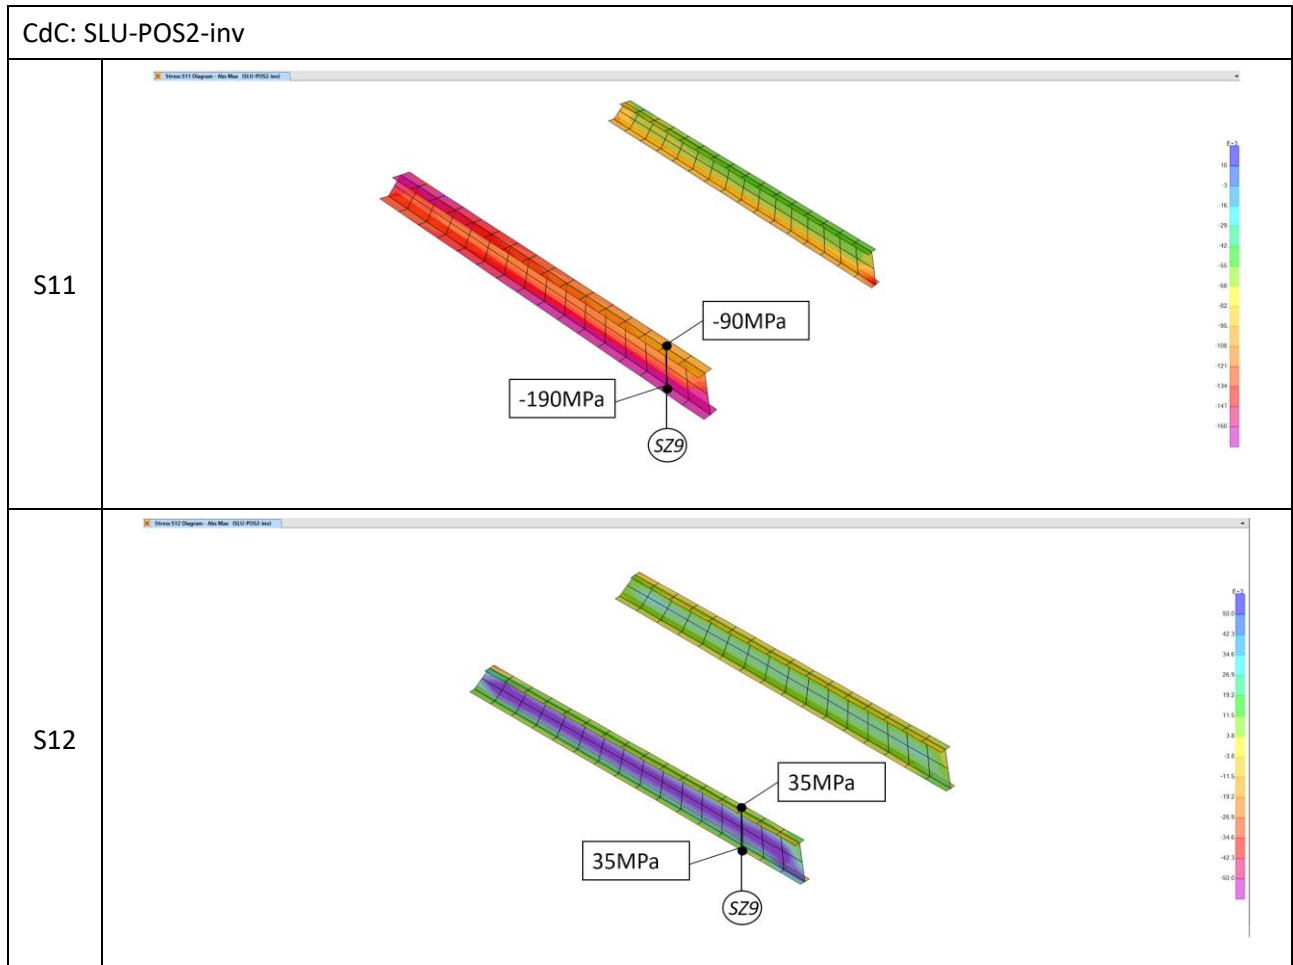 CdC: SLU-POS2-inv
S11
Stress S11 Diagram - Abs Max (SLU-POS2-inv)
E-3
10.
-3
-16.
-29.
-42.
-55.
-68
-82.
-95.
-108
-121.
-134.
-147
-160.
-90MPa
-190MPa
SZ9
S12
Stress S12 Diagram - Abs Max (SLU-POS2-inv)
E-3
50.0
42.3
34.6
26.9
19.2
11.5
3.8
-3.8
-11.5
-19.2
-26.9
-34.6
-42.3
-50.0
35MPa
35MPa
SZ9